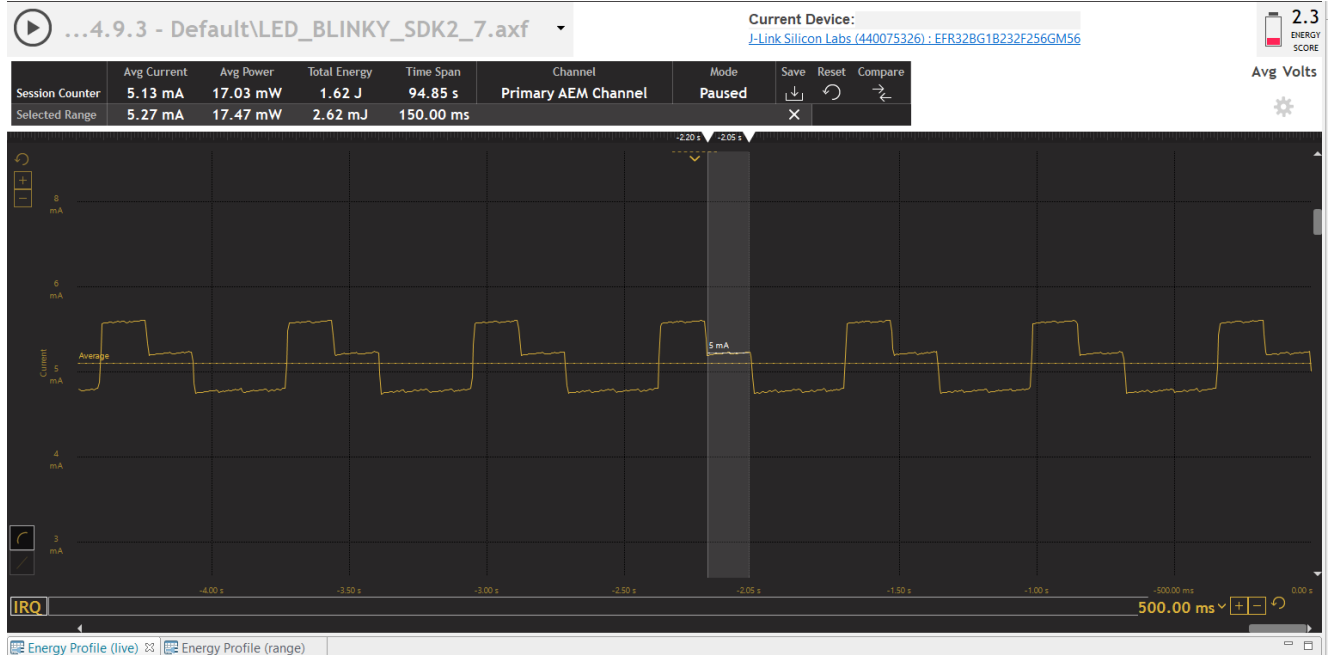 ...4.9.3 - Default\LED_BLINKY_SDK2_7.axf
Current Device:
J-Link Silicon Labs (440075326) : EFR32BG1B232F256GM56
2.3
ENERGY
SCORE
Avg Current Avg Power Total Energy Time Span Channel Mode Save Reset Compare
Session Counter 5.13 mA 17.03 mW 1.62 J 94.85 s Primary AEM Channel Paused
Selected Range 5.27 mA 17.47 mW 2.62 mJ 150.00 ms
Avg Volts
-2.20 s -2.05 s
8
mA
6
mA
5 mA
Average
Current
5
mA
4
mA
3
mA
-4.00 s -3.50 s -3.00 s -2.50 s -2.05 s -1.50 s -1.00 s -500.00 ms 0.00 s
IRQ
500.00 ms
Energy Profile (live) Energy Profile (range)